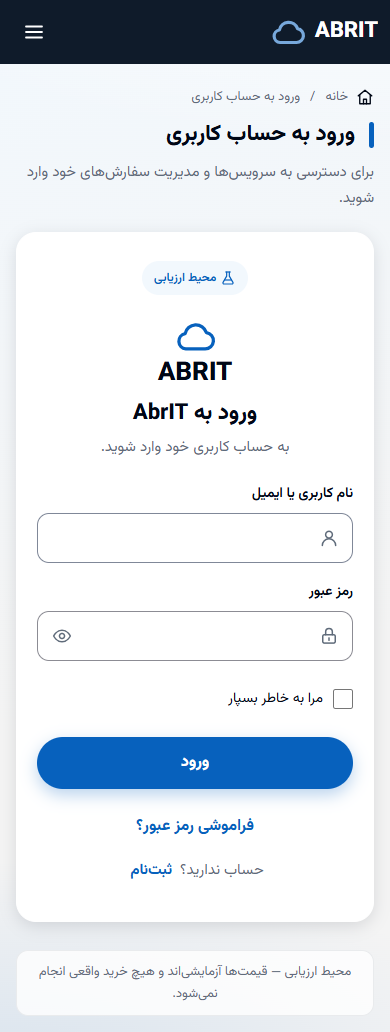 ABRIT
خانه / ورود به حساب کاربری
ورود به حساب کاربری
برای دسترسی به سرویس‌ها و مدیریت سفارش‌های خود وارد
شوید.
محیط ارزیابی
ABRIT
ورود به AbrIT
به حساب کاربری خود وارد شوید.
نام کاربری یا ایمیل
رمز عبور
مرا به خاطر بسپار
ورود
فراموشی رمز عبور؟
حساب ندارید؟ ثبت‌نام
محیط ارزیابی — قیمت‌ها آزمایشی‌اند و هیچ خرید واقعی انجام
نمی‌شود.